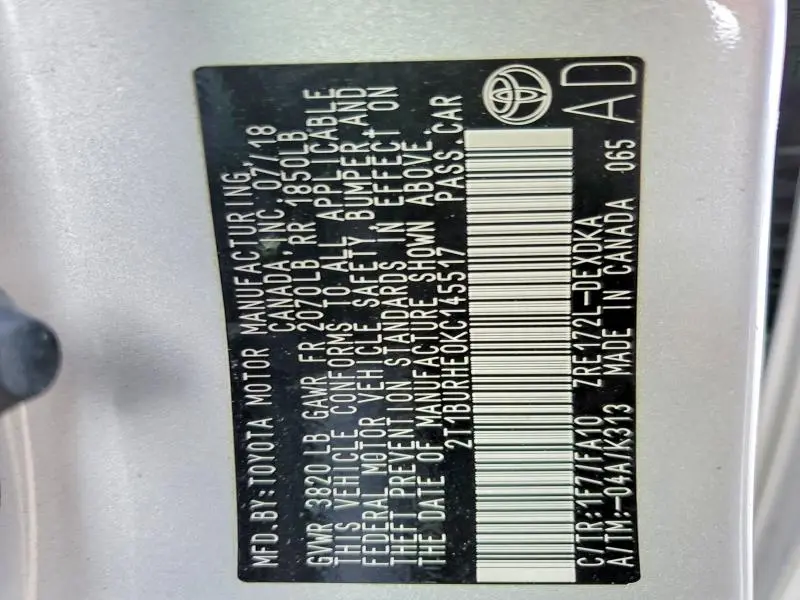 MFD.BY:TOYOTA MOTOR MANUFACTURING,
CANADA, INC. 07/18
GVWR 3820 LB GAWR FR 2070LB RR 1850LB
THIS VEHICLE CONFORMS TO ALL APPLICABLE
FEDERAL MOTOR VEHICLE SAFETY, BUMPER, AND
THEFT PREVENTION STANDARDS IN EFFECT ON
THE DATE OF MANUFACTURE SHOWN ABOVE.
2T1BURHE0KC145517 PASS.CAR
C/TR:1F7/FA10 ZRE172L-DEXDKA
A/TM:-04A/K313 MADE IN CANADA 065
AD